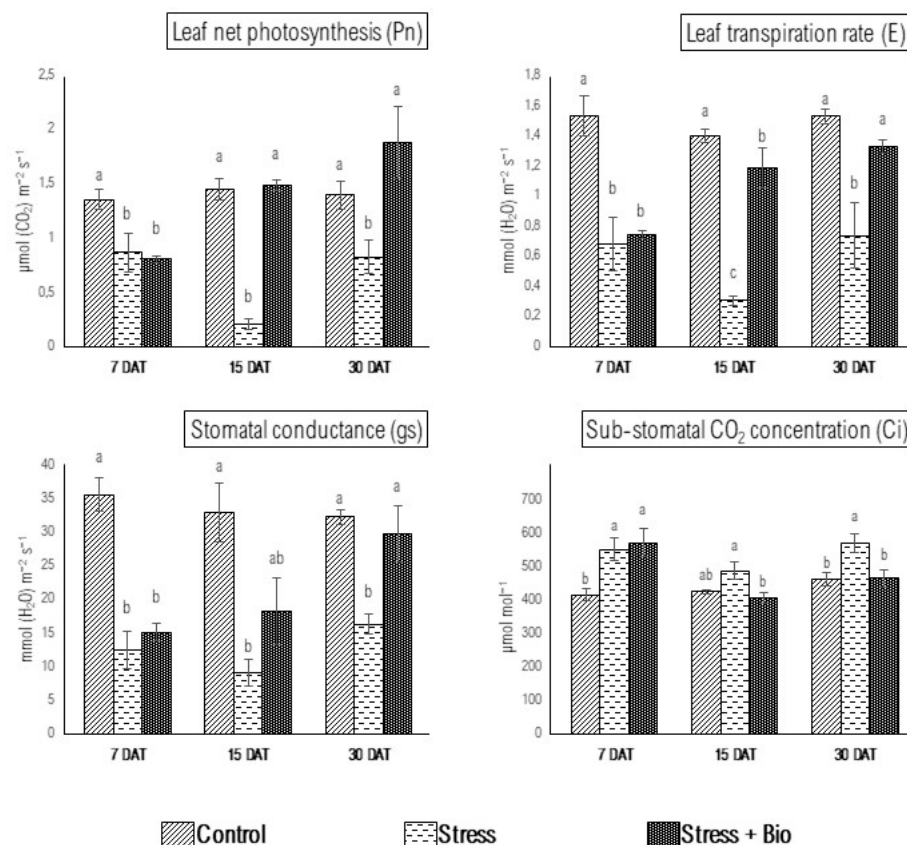 Leaf net photosynthesis (Pn)
2,5
2
1,5
1
0,5
0
µmol (CO₂) m⁻² s⁻¹
a
b
b
a
b
a
a
b
a
7 DAT
15 DAT
30 DAT
Leaf transpiration rate (E)
1,8
1,6
1,4
1,2
1
0,8
0,6
0,4
0,2
0
mmol (H₂O) m⁻² s⁻¹
a
b
b
a
c
b
a
b
a
7 DAT
15 DAT
30 DAT
Stomatal conductance (gs)
40
35
30
25
20
15
10
5
0
mmol (H₂O) m⁻² s⁻¹
a
b
b
a
b
ab
a
b
a
7 DAT
15 DAT
30 DAT
Sub-stomatal CO₂ concentration (Ci)
700
600
500
400
300
200
100
0
µmol mol⁻¹
b
a
a
ab
a
b
b
a
b
7 DAT
15 DAT
30 DAT
Control
Stress
Stress + Bio